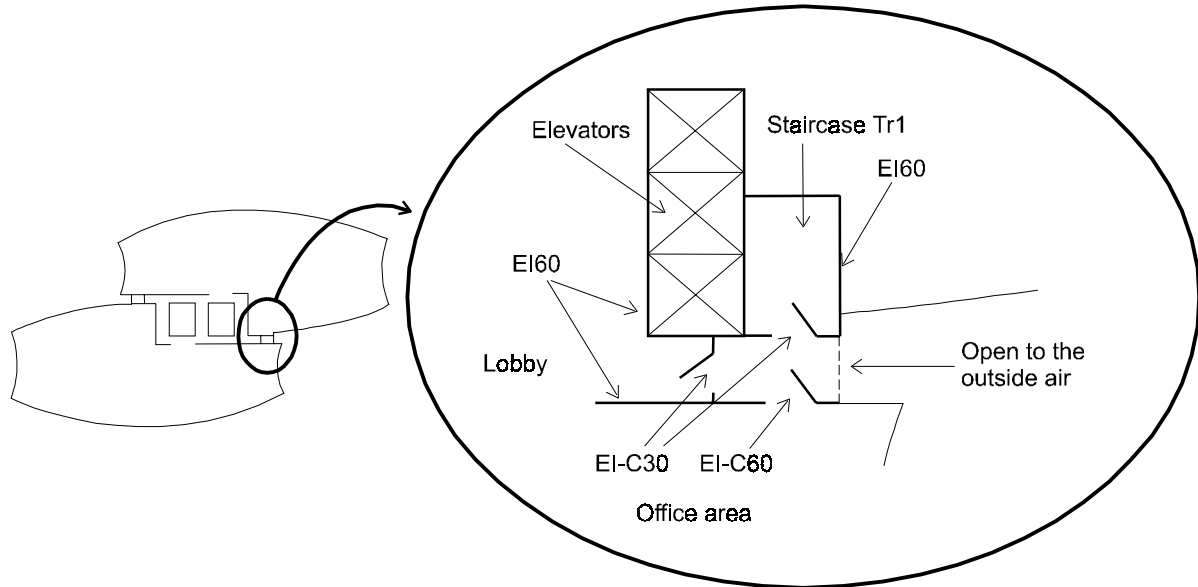 Elevators
Staircase Tr1
EI60
EI60
Lobby
Open to the
outside air
EI-C30
EI-C60
Office area